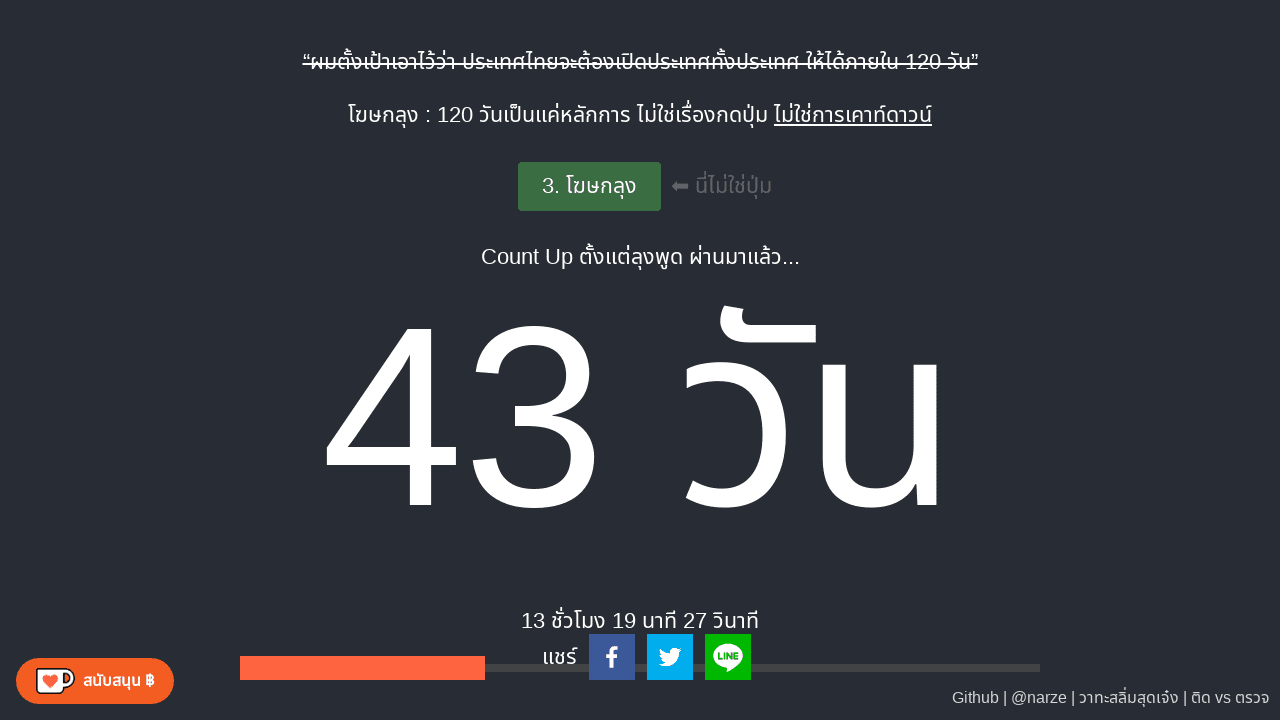 “ผมตั้งเป้าเอาไว้ว่า ประเทศไทยจะต้องเปิดประเทศทั้งประเทศ ให้ได้ภายใน 120 วัน”
โฆษกลุง : 120 วันเป็นแค่หลักการ ไม่ใช่เรื่องกดปุ่ม ไม่ใช่การเคาท์ดาวน์
3. โฆษกลุง ⬅ นี่ไม่ใช่ปุ่ม
Count Up ตั้งแต่ลุงพูด ผ่านมาแล้ว...
43 วัน
13 ชั่วโมง 19 นาที 27 วินาที
แชร์ LINE
สนับสนุน ฿
Github | @narze | วาทะสลิ่มสุดเจ๋ง | ติด vs ตรวจ